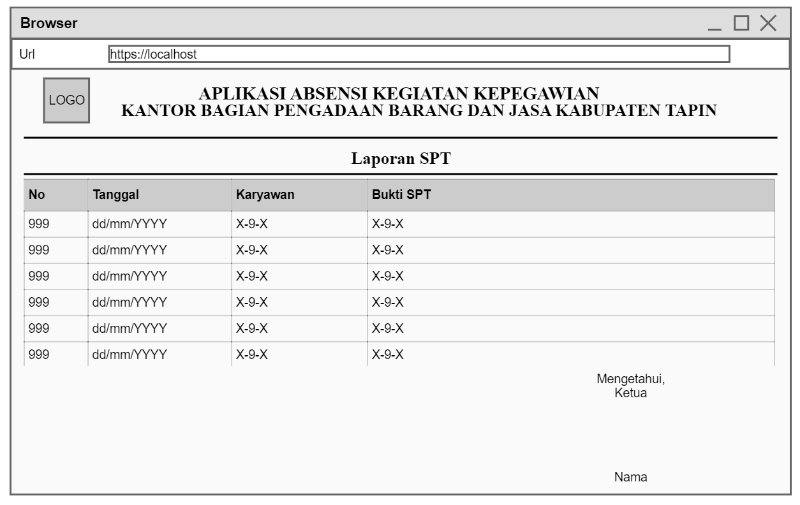 Browser
Url https://localhost
LOGO
APLIKASI ABSENSI KEGIATAN KEPEGAWIAN
KANTOR BAGIAN PENGADAAN BARANG DAN JASA KABUPATEN TAPIN
Laporan SPT
No Tanggal Karyawan Bukti SPT
999 dd/mm/YYYY X-9-X X-9-X
999 dd/mm/YYYY X-9-X X-9-X
999 dd/mm/YYYY X-9-X X-9-X
999 dd/mm/YYYY X-9-X X-9-X
999 dd/mm/YYYY X-9-X X-9-X
999 dd/mm/YYYY X-9-X X-9-X
Mengetahui,
Ketua
Nama